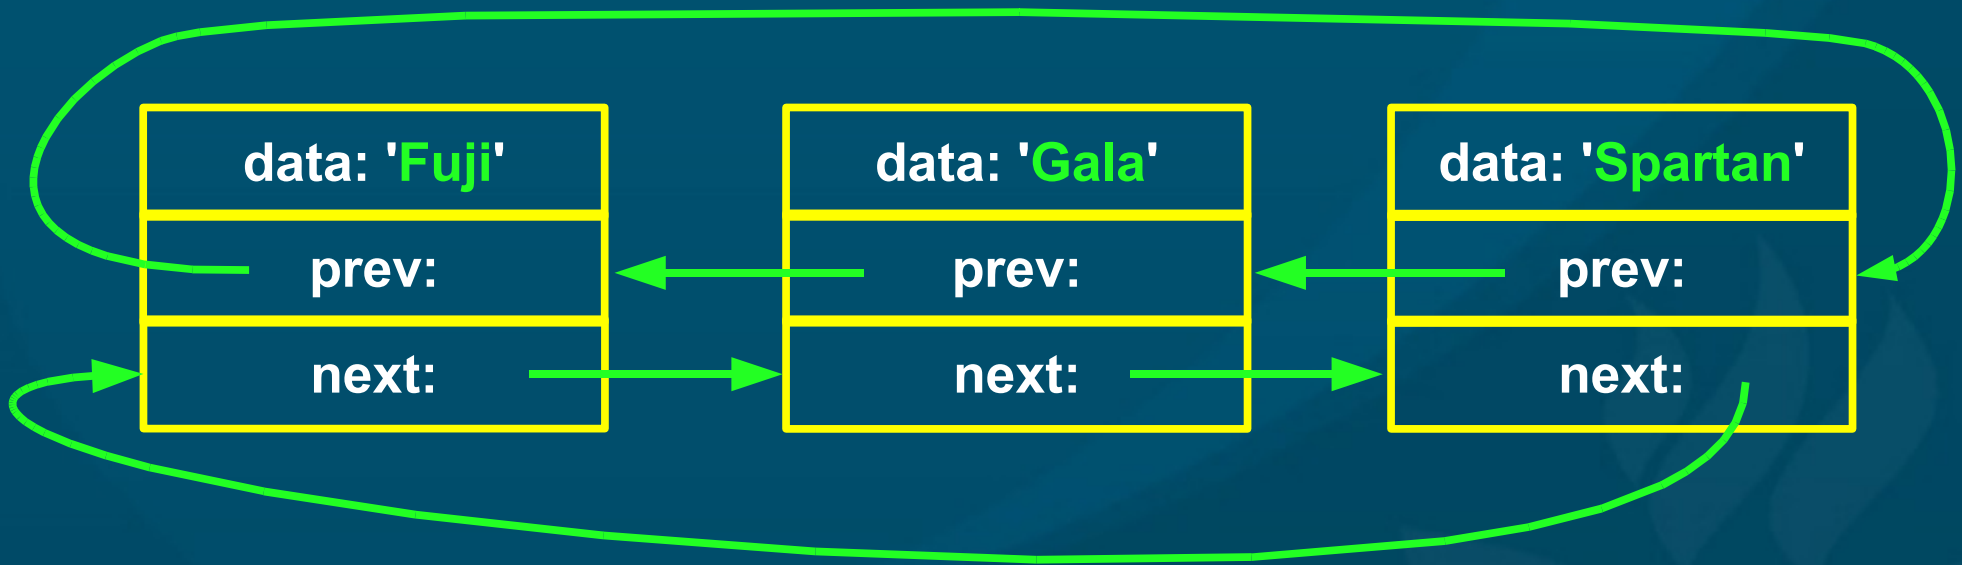 data: 'Fuji'
prev:
next:
data: 'Gala'
prev:
next:
data: 'Spartan'
prev:
next: